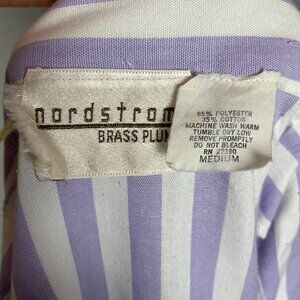 nordstrom
BRASS PLUM
65% POLYESTER
35% COTTON
MACHINE WASH WARM
TUMBLE DRY LOW
REMOVE PROMPTLY
DO NOT BLEACH
MEDIUM